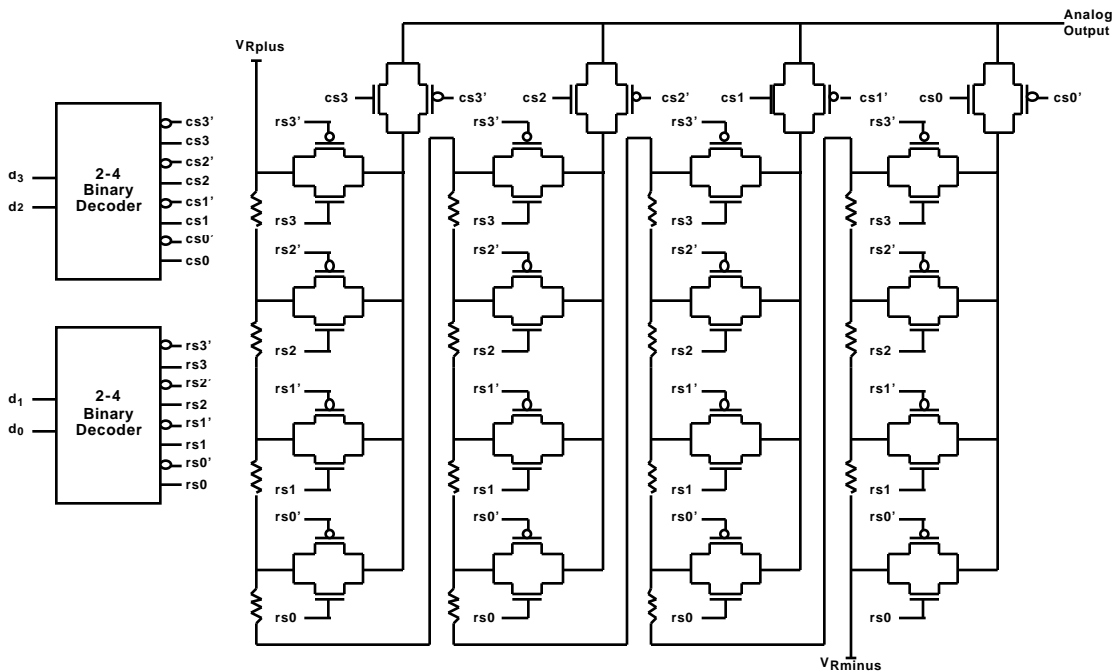 Analog
Output
VRplus
cs3
cs3’
cs2
cs2’
cs1
cs1’
cs0
cs0’
2-4
Binary
Decoder
d3
d2
cs3’
cs3
cs2’
cs2
cs1’
cs1
cs0’
cs0
rs3’
rs3’
rs3’
rs3’
rs3
rs3
rs3
rs3
rs2’
rs2’
rs2’
rs2’
rs2
rs2
rs2
rs2
2-4
Binary
Decoder
d1
d0
rs3’
rs3
rs2’
rs2
rs1’
rs1
rs0’
rs0
rs1’
rs1’
rs1’
rs1’
rs1
rs1
rs1
rs1
rs0’
rs0’
rs0’
rs0’
rs0
rs0
rs0
rs0
VRminus